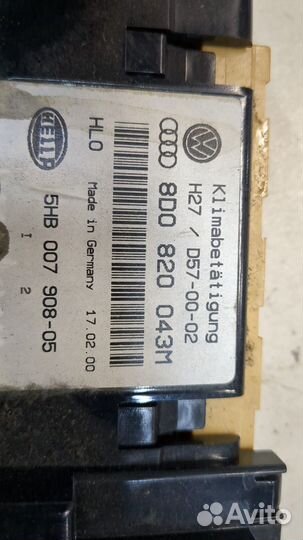 Klimabetätigung
H27 / D57-00-02
8D0 820 043M
HLO
Made in Germany 17.02.00
HELLA
5HB 007 908-05
I 2
Avito